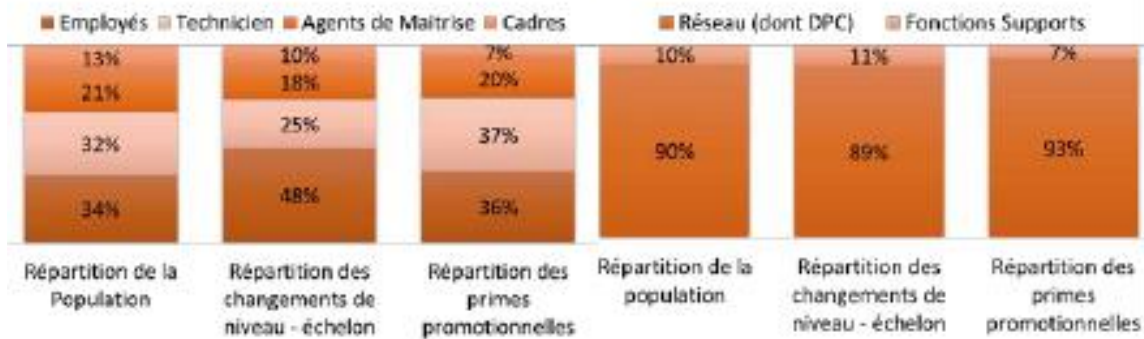 Employés Technicien Agents de Maîtrise Cadres
13% 10% 7%
21% 18% 20%
32% 25% 37%
34% 48% 36%
Répartition de la Population
Répartition des changements de niveau - échelon
Répartition des primes promotionnelles
Réseau (dont DPC) Fonctions Supports
10% 11% 7%
90% 89% 93%
Répartition de la population
Répartition des changements de niveau - échelon
Répartition des primes promotionnelles